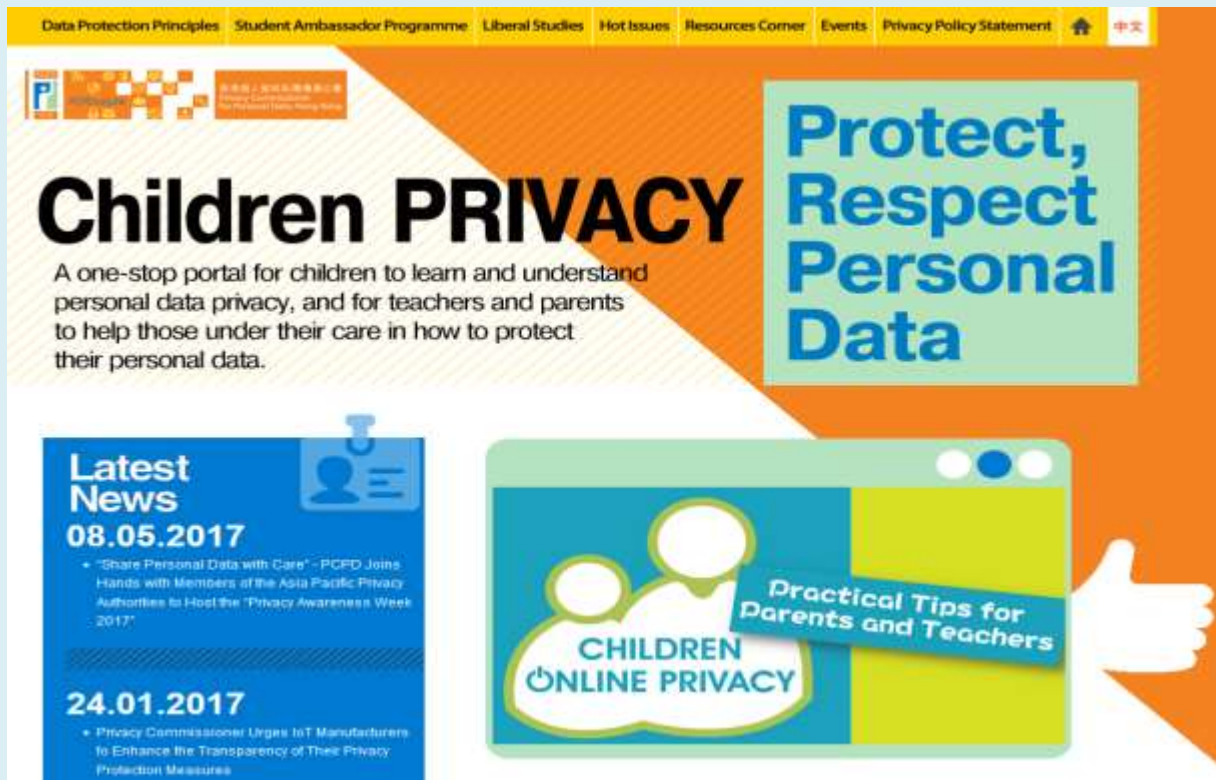 Data Protection Principles Student Ambassador Programme Liberal Studies Hot Issues Resources Corner Events Privacy Policy Statement 中文
Children PRIVACY
A one-stop portal for children to learn and understand
personal data privacy, and for teachers and parents
to help those under their care in how to protect
their personal data.
Protect,
Respect
Personal
Data
Latest
News
08.05.2017
"Share Personal Data with Care" - PCPD Joins
Hands with Members of the Asia Pacific Privacy
Authorities to Host the "Privacy Awareness Week
2017"
24.01.2017
Privacy Commissioner Urges IoT Manufacturers
to Enhance the Transparency of Their Privacy
Protection Measures
CHILDREN
ONLINE PRIVACY
Practical Tips for
Parents and Teachers